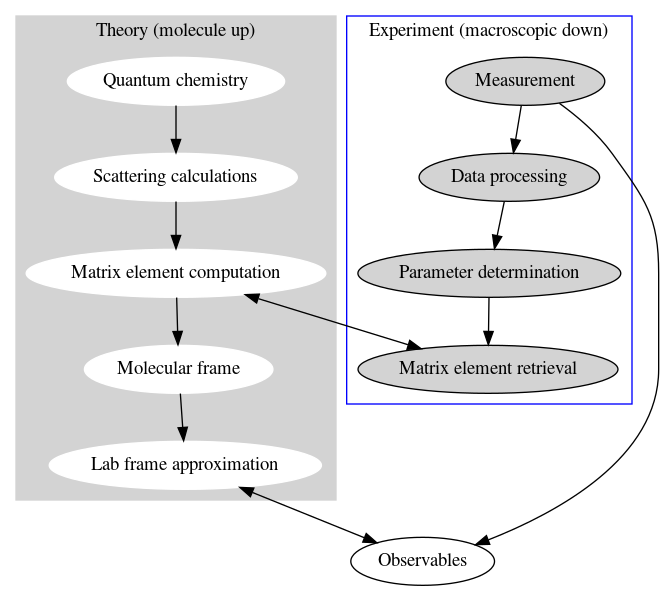 Theory (molecule up)
Quantum chemistry
Scattering calculations
Matrix element computation
Molecular frame
Lab frame approximation
Experiment (macroscopic down)
Measurement
Data processing
Parameter determination
Matrix element retrieval
Observables